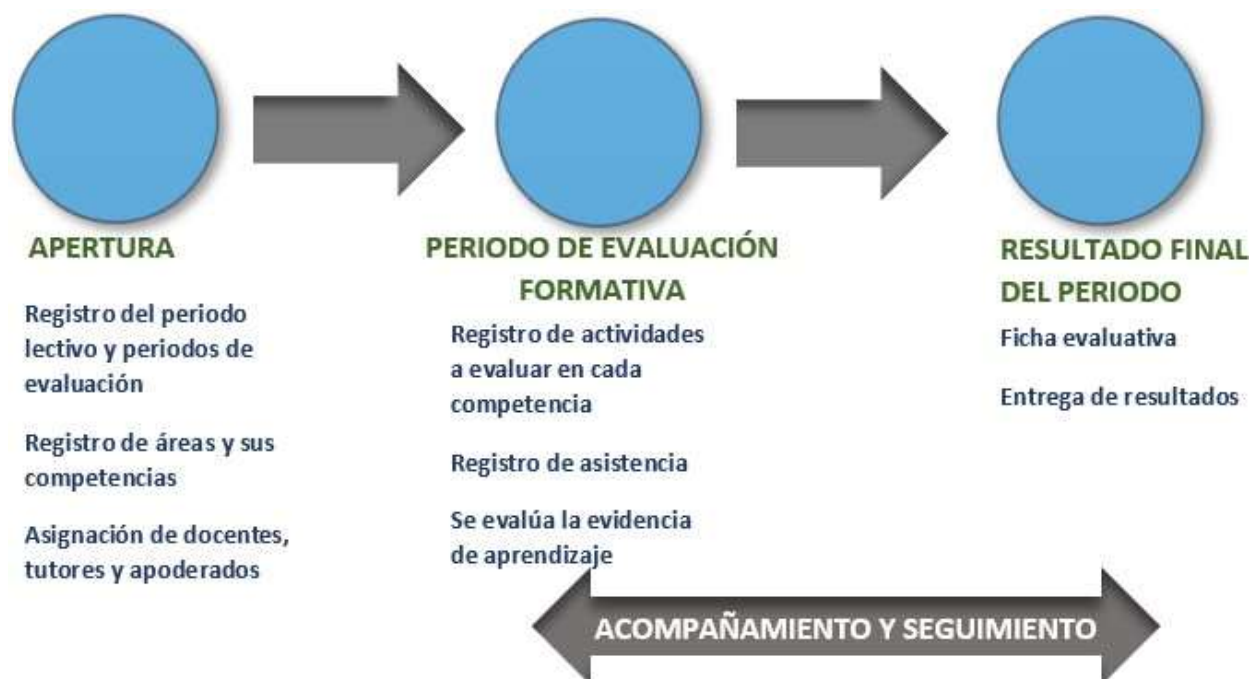 APERTURA
Registro del periodo
lectivo y periodos de
evaluación
Registro de áreas y sus
competencias
Asignación de docentes,
tutores y apoderados
PERIODO DE EVALUACIÓN
FORMATIVA
Registro de actividades
a evaluar en cada
competencia
Registro de asistencia
Se evalúa la evidencia
de aprendizaje
RESULTADO FINAL
DEL PERIODO
Ficha evaluativa
Entrega de resultados
ACOMPAÑAMIENTO Y SEGUIMIENTO